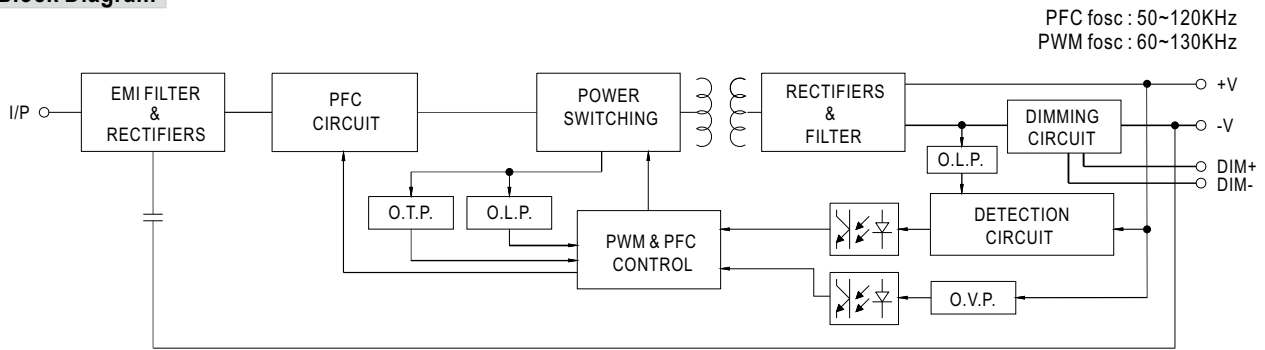 Block Diagram
PFC fosc : 50~120KHz
PWM fosc : 60~130KHz
I/P
EMI FILTER
&
RECTIFIERS
PFC
CIRCUIT
POWER
SWITCHING
RECTIFIERS
&
FILTER
DIMMING
CIRCUIT
+V
-V
DIM+
DIM-
O.L.P.
O.T.P.
O.L.P.
PWM & PFC
CONTROL
DETECTION
CIRCUIT
O.V.P.